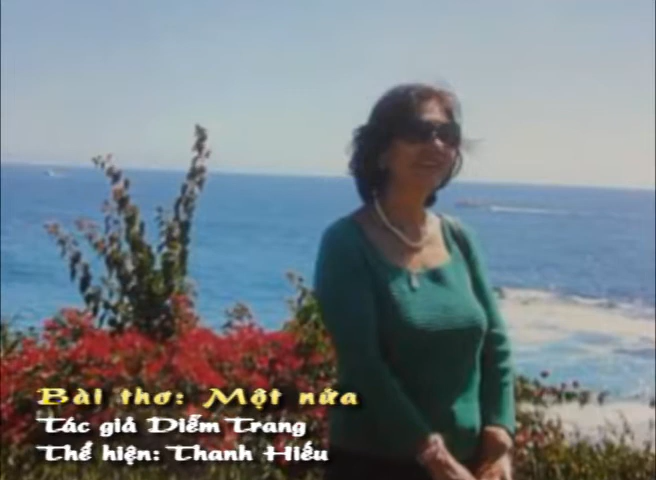 Bài thơ: Một nửa
Tác giả Diễm Trang
Thể hiện: Thanh Hiếu